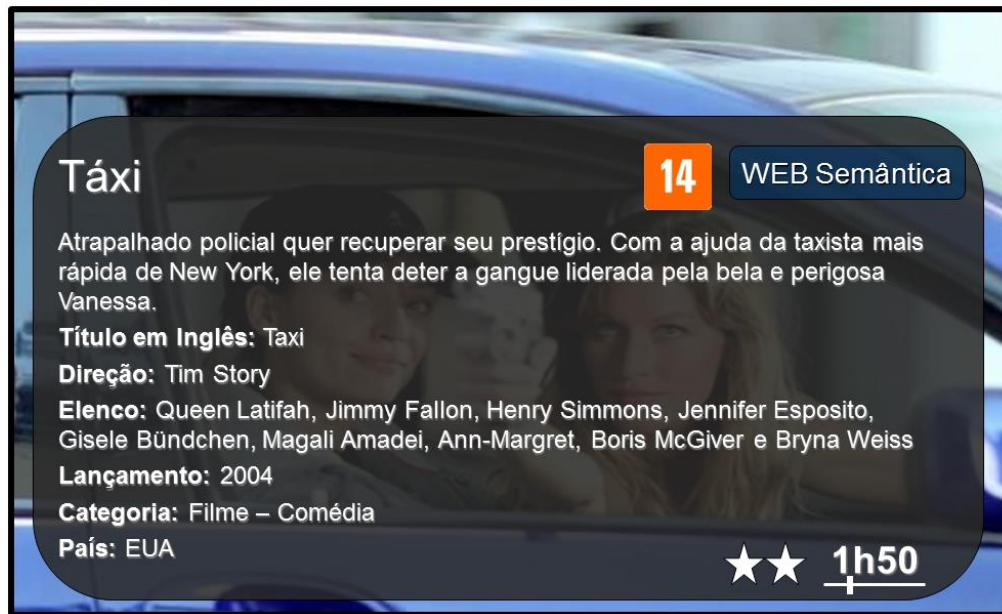 Táxi
14
WEB Semântica
Atrapalhado policial quer recuperar seu prestígio. Com a ajuda da taxista mais
rápida de New York, ele tenta deter a gangue liderada pela bela e perigosa
Vanessa.
Título em Inglês: Taxi
Direção: Tim Story
Elenco: Queen Latifah, Jimmy Fallon, Henry Simmons, Jennifer Esposito,
Gisele Bündchen, Magali Amadei, Ann-Margret, Boris McGiver e Bryna Weiss
Lançamento: 2004
Categoria: Filme – Comédia
País: EUA
1h50